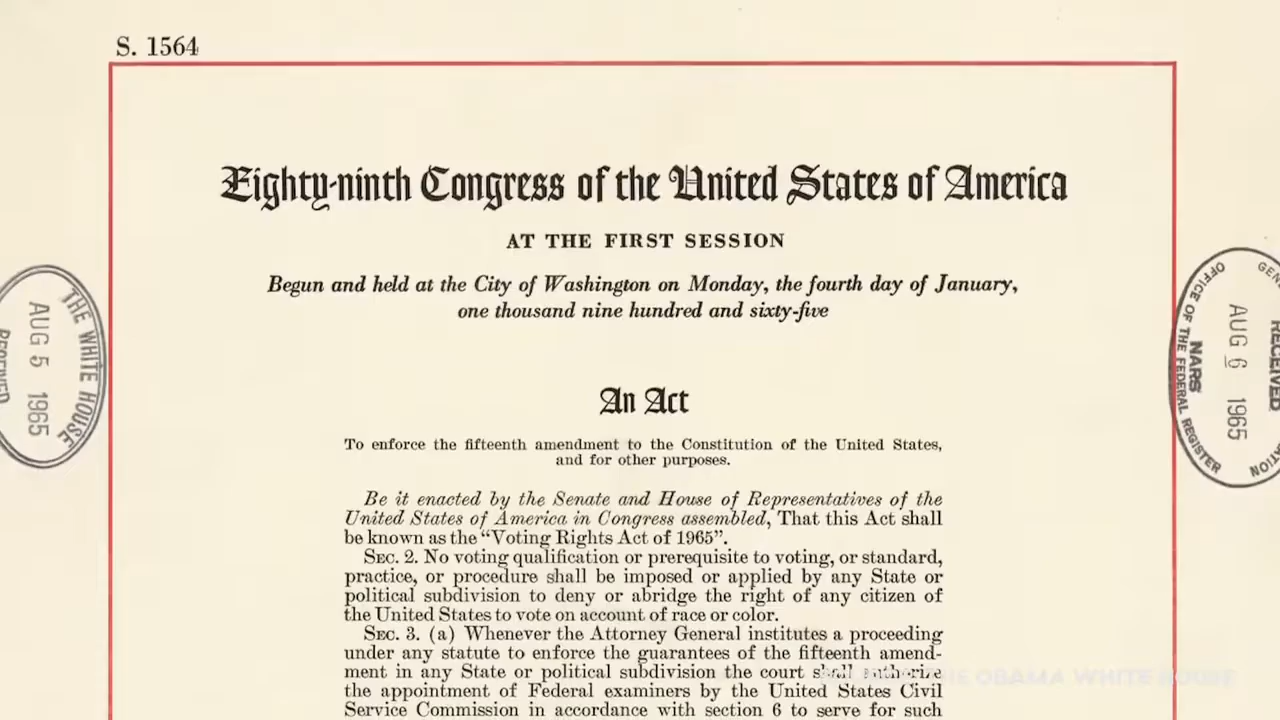 S. 1564
Eighty-ninth Congress of the United States of America
AT THE FIRST SESSION
Begun and held at the City of Washington on Monday, the fourth day of January,
one thousand nine hundred and sixty-five
THE WHITE HOUSE
AUG 5 1965
RECEIVED
OFFICE OF THE FEDERAL REGISTER
NARS
AUG 6 1965
RECEIVED
An Act
To enforce the fifteenth amendment to the Constitution of the United States,
and for other purposes.
Be it enacted by the Senate and House of Representatives of the
United States of America in Congress assembled, That this Act shall
be known as the “Voting Rights Act of 1965”.
SEC. 2. No voting qualification or prerequisite to voting, or standard,
practice, or procedure shall be imposed or applied by any State or
political subdivision to deny or abridge the right of any citizen of
the United States to vote on account of race or color.
SEC. 3. (a) Whenever the Attorney General institutes a proceeding
under any statute to enforce the guarantees of the fifteenth amend-
ment in any State or political subdivision the court shall authorize
the appointment of Federal examiners by the United States Civil
Service Commission in accordance with section 6 to serve for such
THE OBAMA WHITE HOUSE